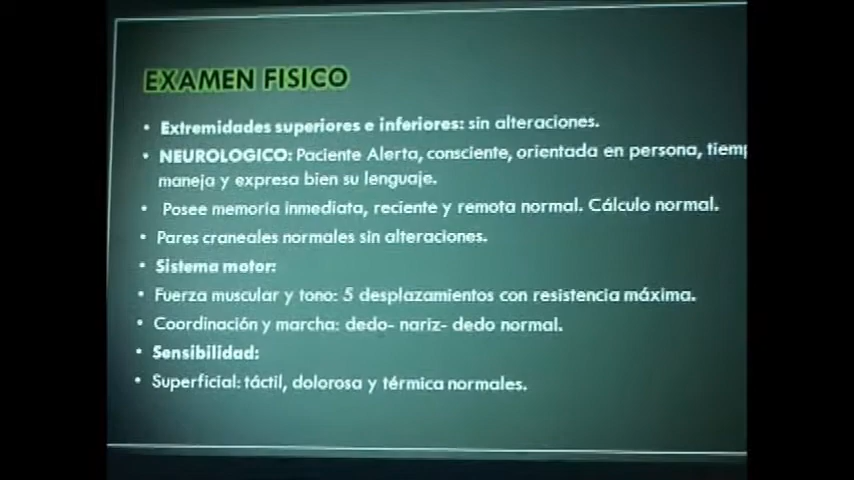 EXAMEN FISICO
• Extremidades superiores e inferiores: sin alteraciones.
• NEUROLOGICO: Paciente Alerta, consciente, orientada en persona,
maneja y expresa bien su lenguaje.
• Posee memoria inmediata, reciente y remota normal. Cálculo normal.
• Pares craneales normales sin alteraciones.
• Sistema motor:
• Fuerza muscular y tono: 5 desplazamientos con resistencia máxima.
• Coordinación y marcha: dedo- nariz- dedo normal.
• Sensibilidad:
• Superficial: táctil, dolorosa y térmica normales.